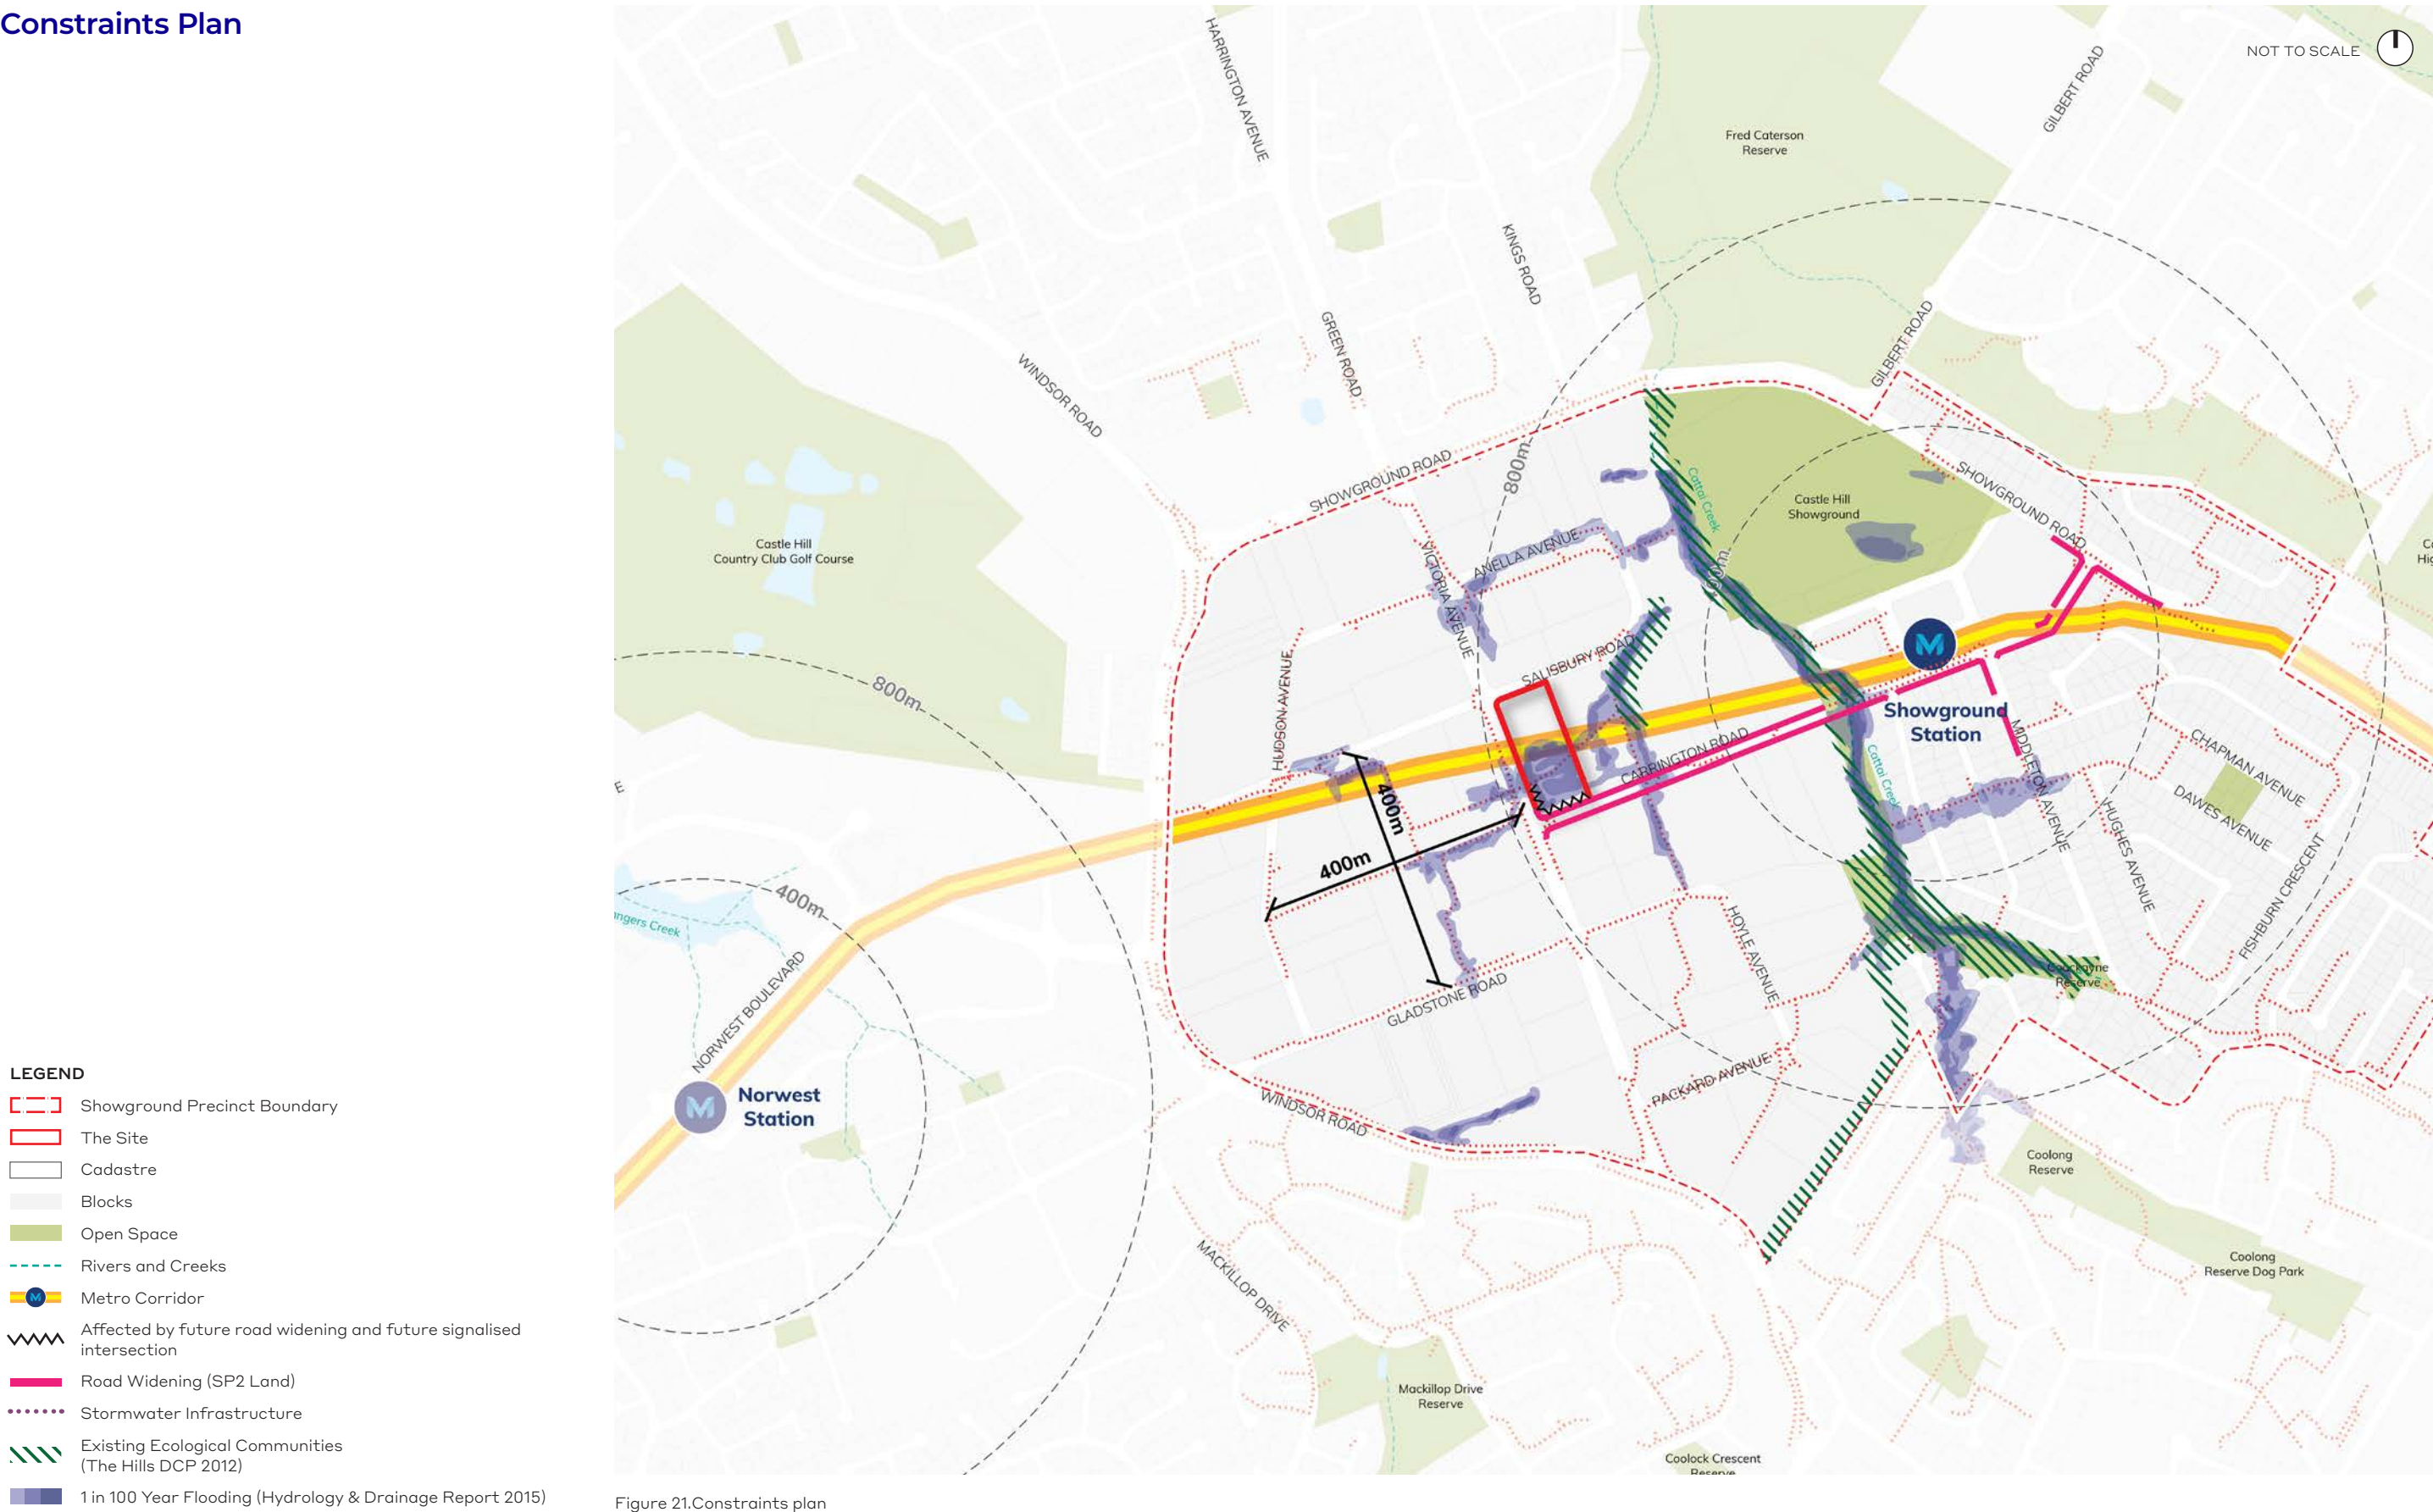 Constraints Plan
NOT TO SCALE
HARRINGTON AVENUE
GILBERT ROAD
Fred Caterson
Reserve
KINGS ROAD
GREEN ROAD
GILBERT ROAD
WINDSOR ROAD
SHOWGROUND ROAD
800m
SHOWGROUND ROAD
Cattai Creek
Castle Hill
Showground
Castle Hill
Country Club Golf Course
VICTORIA AVENUE
ANELLA AVENUE
HUDSON AVENUE
SALISBURY ROAD
M
800m
Showground
Station
CARRINGTON ROAD
MIDDLETON AVENUE
CHAPMAN AVENUE
Cattai Creek
400m
DAWES AVENUE
HUGHES AVENUE
FISHBURN CRESCENT
400m
400m
NORWEST BOULEVARD
HOYLE AVENUE
GLADSTONE ROAD
Reserve
PACKARD AVENUE
M
Norwest
Station
WINDSOR ROAD
Coolong
Reserve
Coolong
Reserve Dog Park
MACKILLOP DRIVE
Mackillop Drive
Reserve
Coolock Crescent
Reserve
LEGEND
Showground Precinct Boundary
The Site
Cadastre
Blocks
Open Space
Rivers and Creeks
M
Metro Corridor
Affected by future road widening and future signalised
intersection
Road Widening (SP2 Land)
Stormwater Infrastructure
Existing Ecological Communities
(The Hills DCP 2012)
1 in 100 Year Flooding (Hydrology & Drainage Report 2015)
Figure 21.Constraints plan